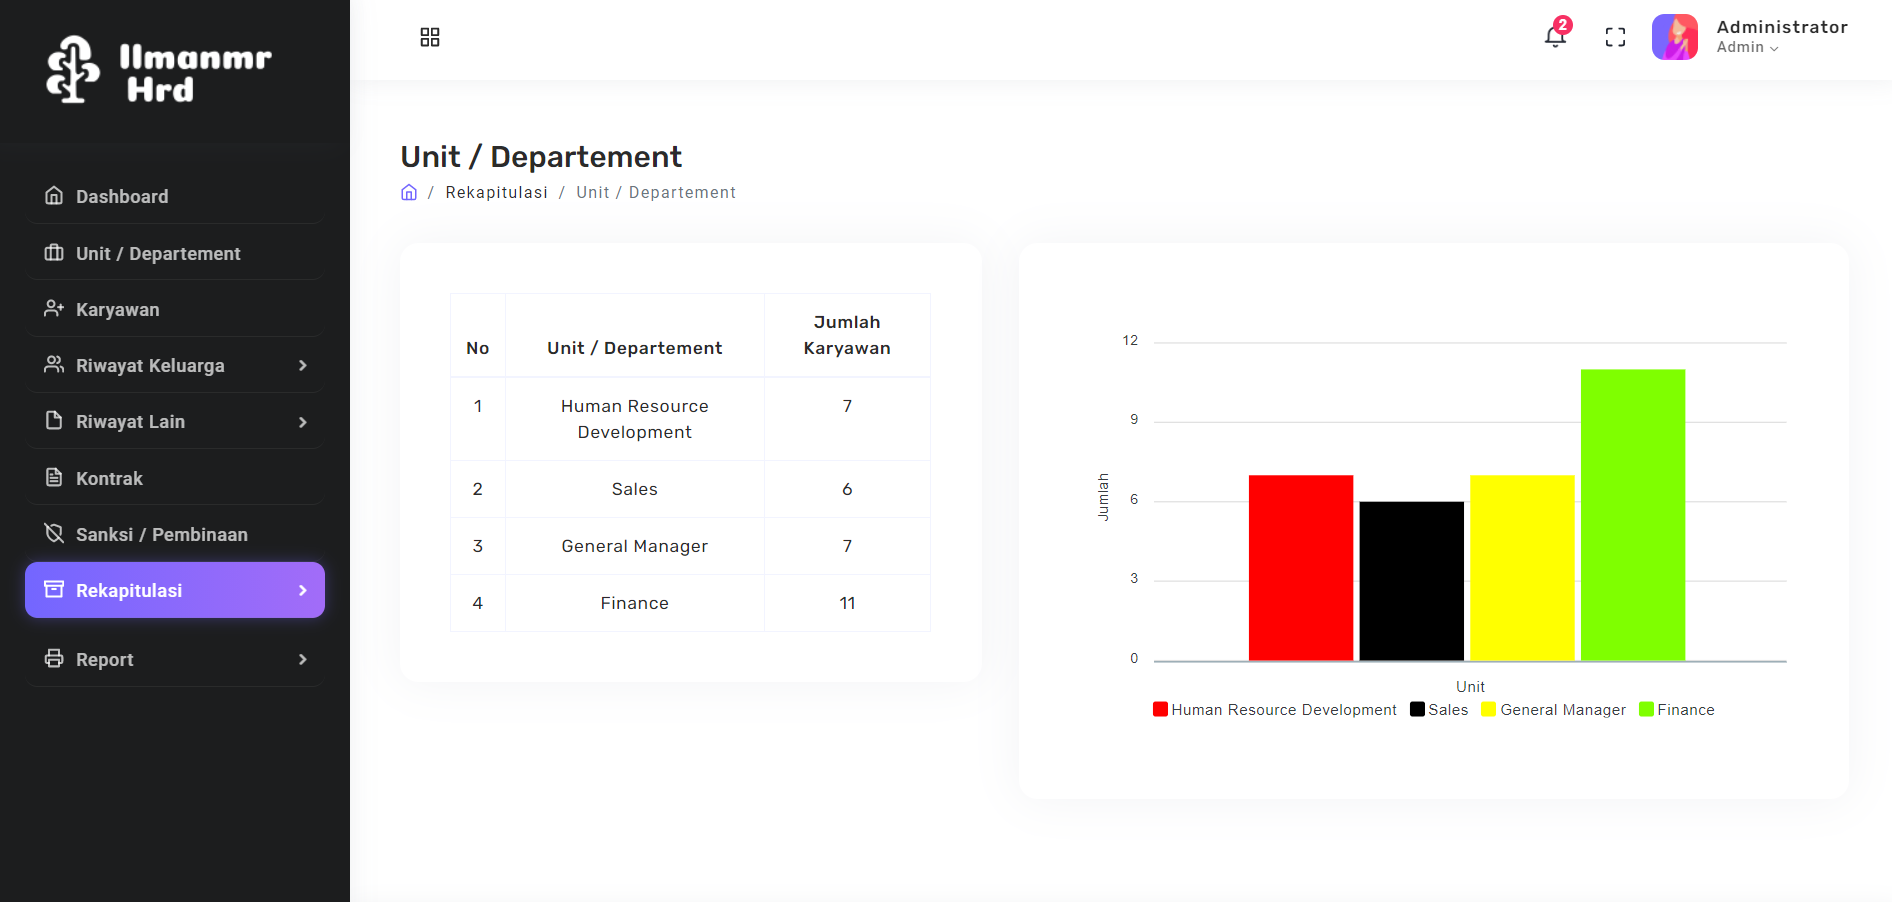 Ilmanmr
Hrd
Dashboard
Unit / Departement
Karyawan
Riwayat Keluarga
Riwayat Lain
Kontrak
Sanksi / Pembinaan
Rekapitulasi
Report
2
Administrator
Admin
Unit / Departement
/ Rekapitulasi / Unit / Departement
No Unit / Departement Jumlah Karyawan
1 Human Resource Development 7
2 Sales 6
3 General Manager 7
4 Finance 11
12
9
6
3
0
Jumlah
Unit
Human Resource Development Sales General Manager Finance